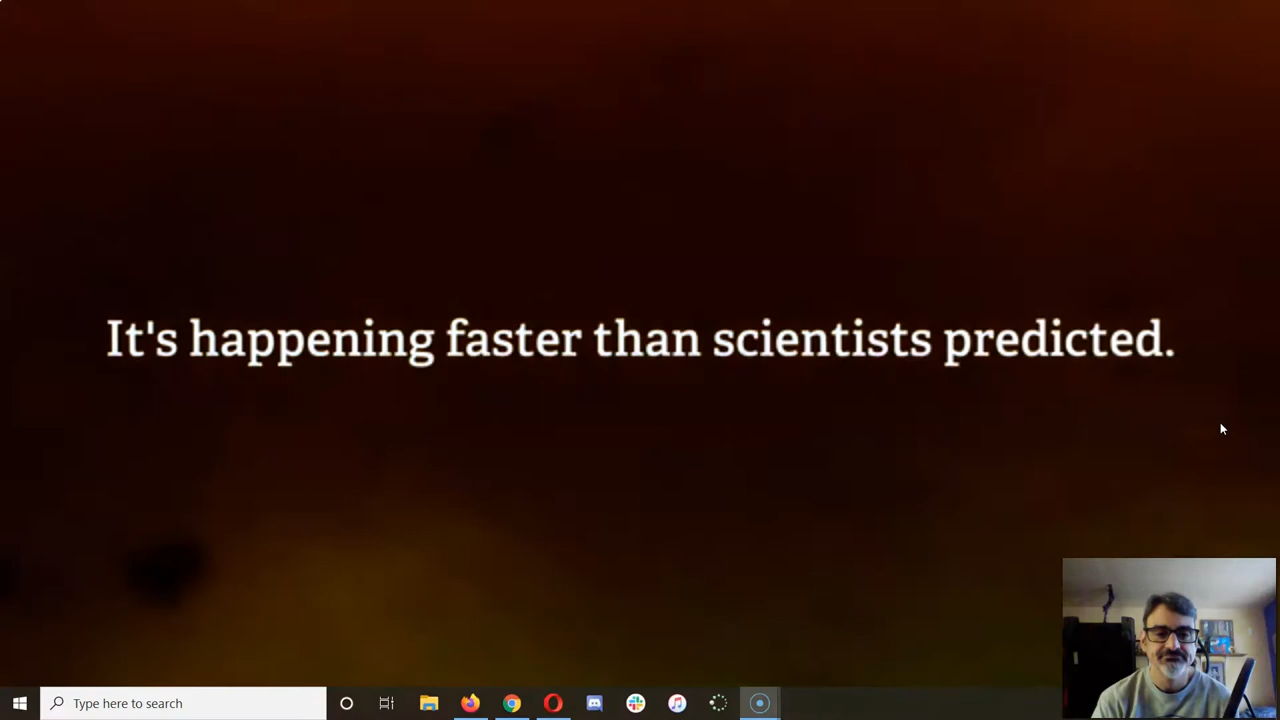 It's happening faster than scientists predicted.
Type here to search